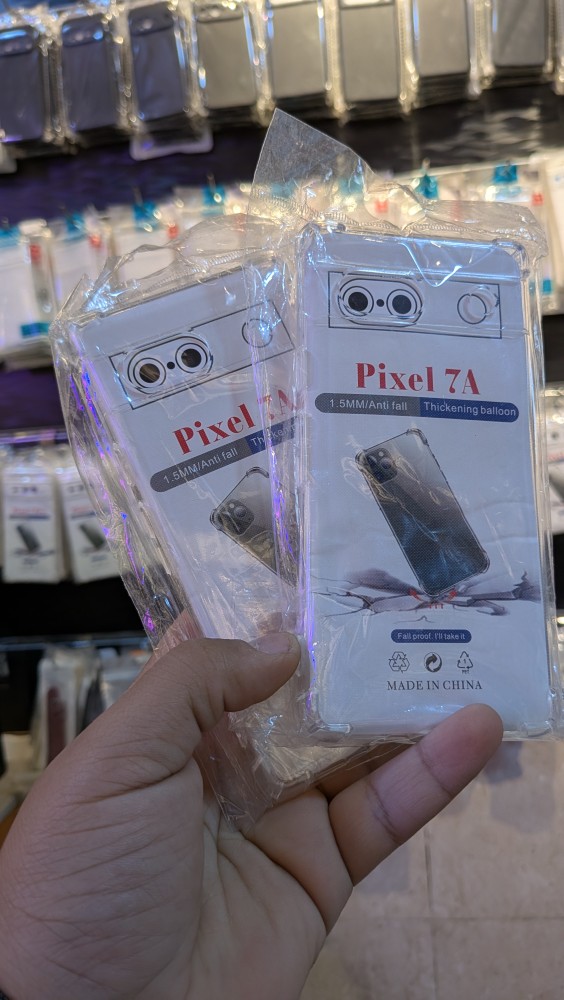 Pixel 7A
1.5MM/Anti fall Thickening balloon
Fall proof. I'll take it
MADE IN CHINA
Pixel 7A
1.5MM/Anti fall